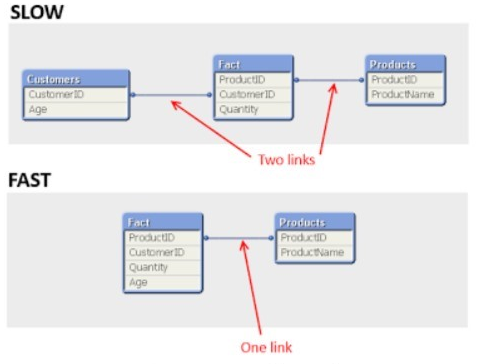 SLOW
Customers
CustomerID
Age
Fact
ProductID
CustomerID
Quantity
Products
ProductID
ProductName
Two links
FAST
Fact
ProductID
CustomerID
Quantity
Age
Products
ProductID
ProductName
One link